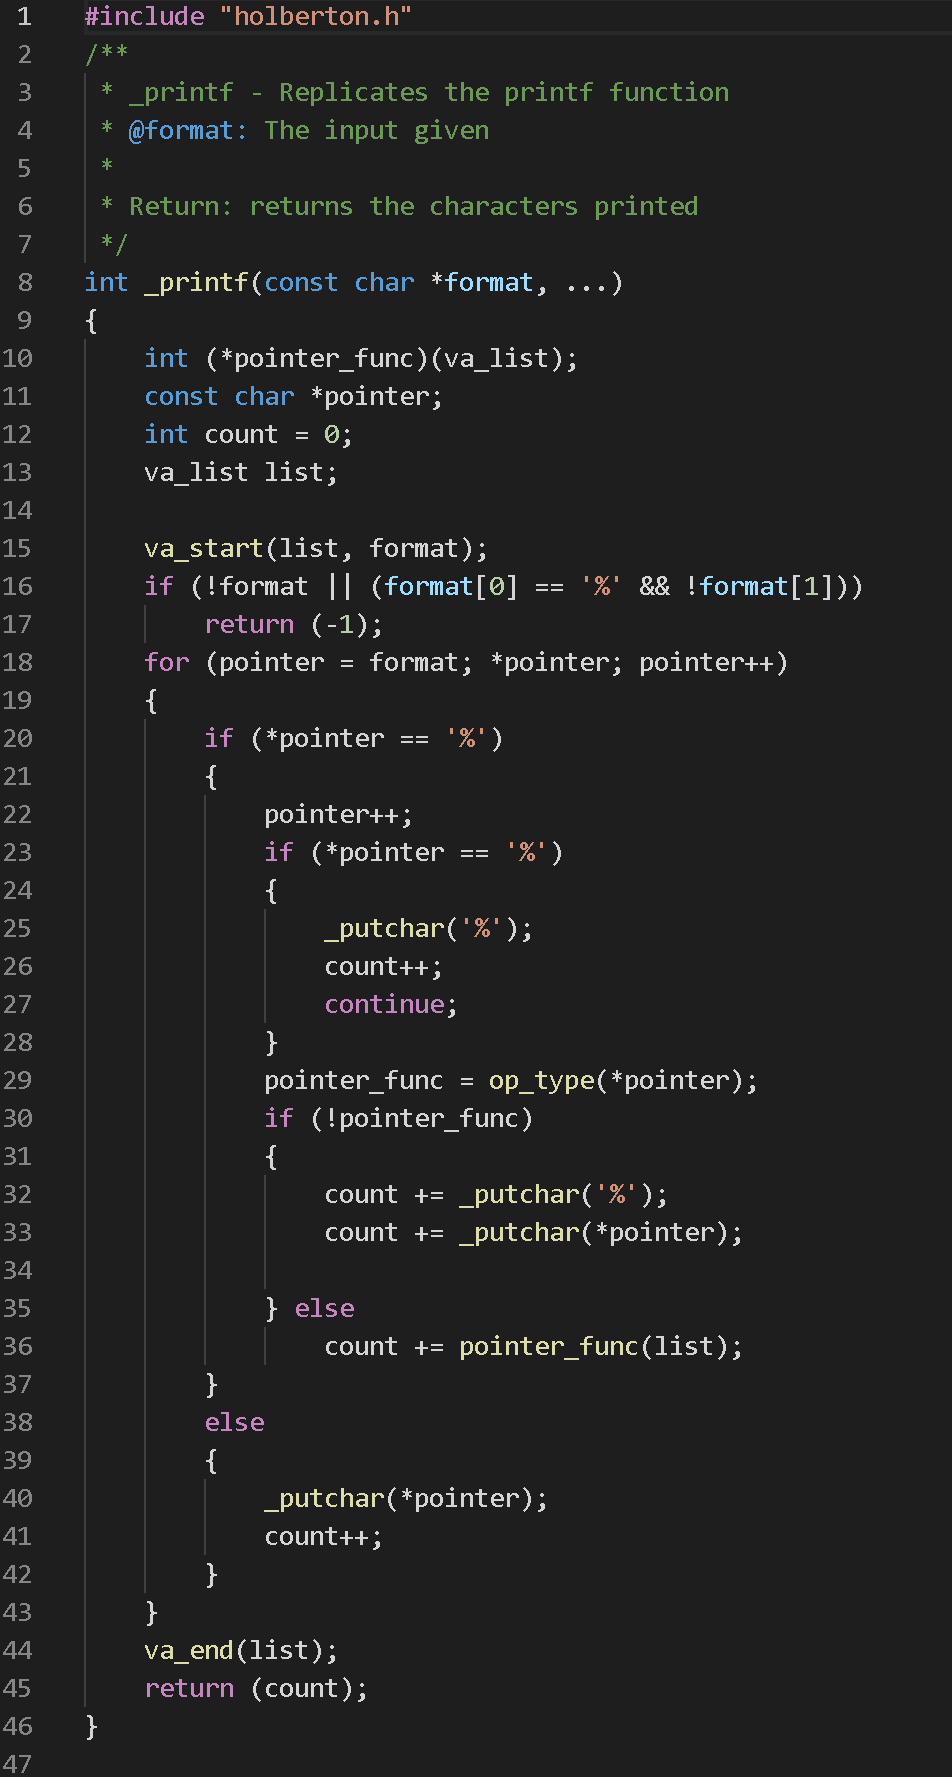 1 #include "holberton.h"
2 /**
3  * _printf - Replicates the printf function
4  * @format: The input given
5  *
6  * Return: returns the characters printed
7  */
8 int _printf(const char *format, ...)
9 {
10     int (*pointer_func)(va_list);
11     const char *pointer;
12     int count = 0;
13     va_list list;
14
15     va_start(list, format);
16     if (!format || (format[0] == '%' && !format[1]))
17         return (-1);
18     for (pointer = format; *pointer; pointer++)
19     {
20         if (*pointer == '%')
21         {
22             pointer++;
23             if (*pointer == '%')
24             {
25                 _putchar('%');
26                 count++;
27                 continue;
28             }
29             pointer_func = op_type(*pointer);
30             if (!pointer_func)
31             {
32                 count += _putchar('%');
33                 count += _putchar(*pointer);
34
35             } else
36                 count += pointer_func(list);
37         }
38         else
39         {
40             _putchar(*pointer);
41             count++;
42         }
43     }
44     va_end(list);
45     return (count);
46 }
47